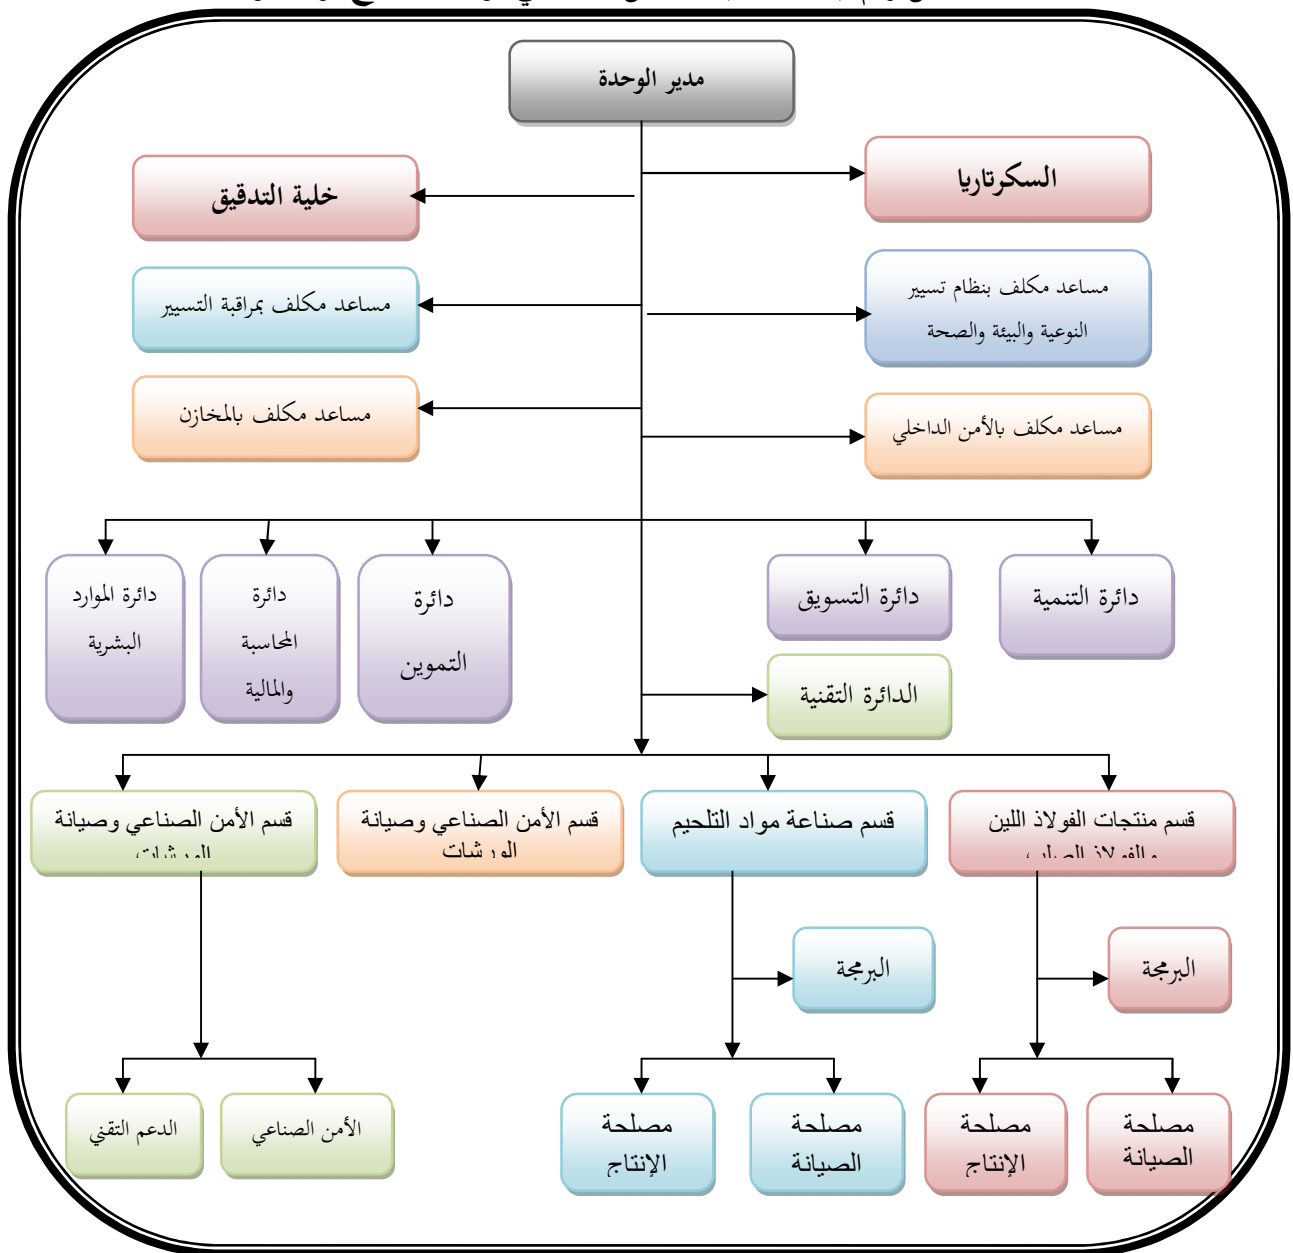 مدير الوحدة
السكرتاريا
خلية التدقيق
مساعد مكلف بنظام تسيير
النوعية والبيئة والصحة
مساعد مكلف بمراقبة التسيير
مساعد مكلف بالأمن الداخلي
مساعد مكلف بالمخازن
دائرة التنمية
دائرة التسويق
دائرة
التموين
دائرة
المحاسبة
والمالية
دائرة الموارد
البشرية
الدائرة التقنية
قسم منتجات الفولاذ اللين
والفولاذ الصلب
قسم صناعة مواد التلحيم
قسم الأمن الصناعي وصيانة
الورشات
قسم الأمن الصناعي وصيانة
الورشات
البرمجة
البرمجة
مصلحة
الصيانة
مصلحة
الإنتاج
مصلحة
الصيانة
مصلحة
الإنتاج
الأمن الصناعي
الدعم التقني